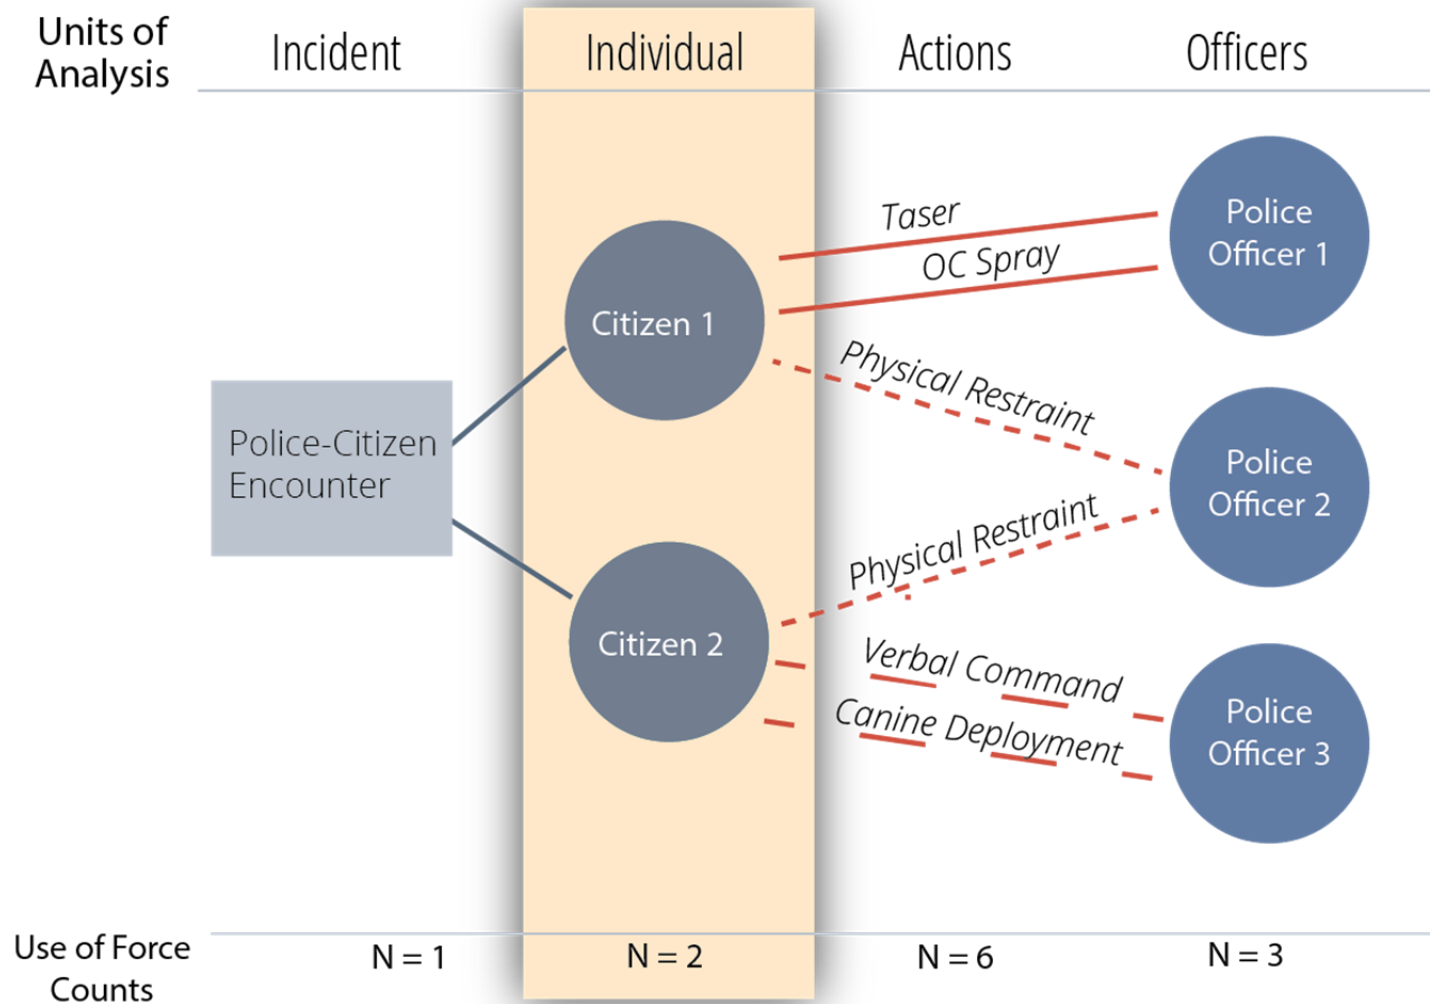 Units of
Analysis
Incident
Individual
Actions
Officers
Taser
OC Spray
Police
Officer 1
Citizen 1
Physical Restraint
Police-Citizen
Encounter
Police
Officer 2
Physical Restraint
Citizen 2
Verbal Command
Canine Deployment
Police
Officer 3
Use of Force
Counts
N = 1
N = 2
N = 6
N = 3